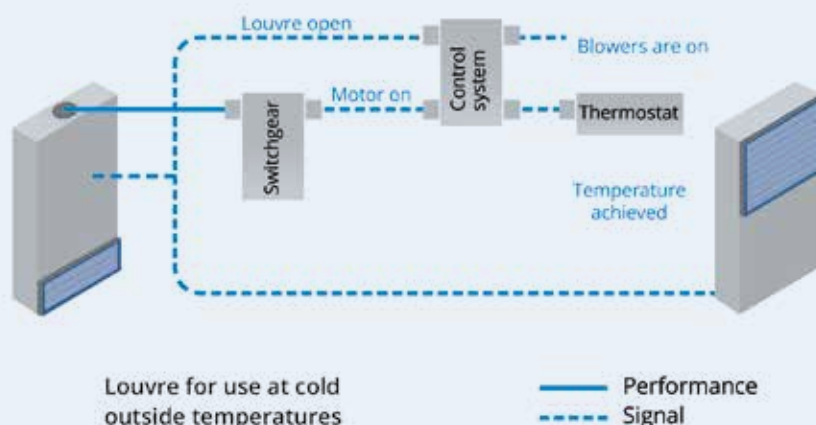 Louvre open
Blowers are on
Control
system
Motor on
Switchgear
Thermostat
Temperature
achieved
Louvre for use at cold
outside temperatures
Performance
Signal